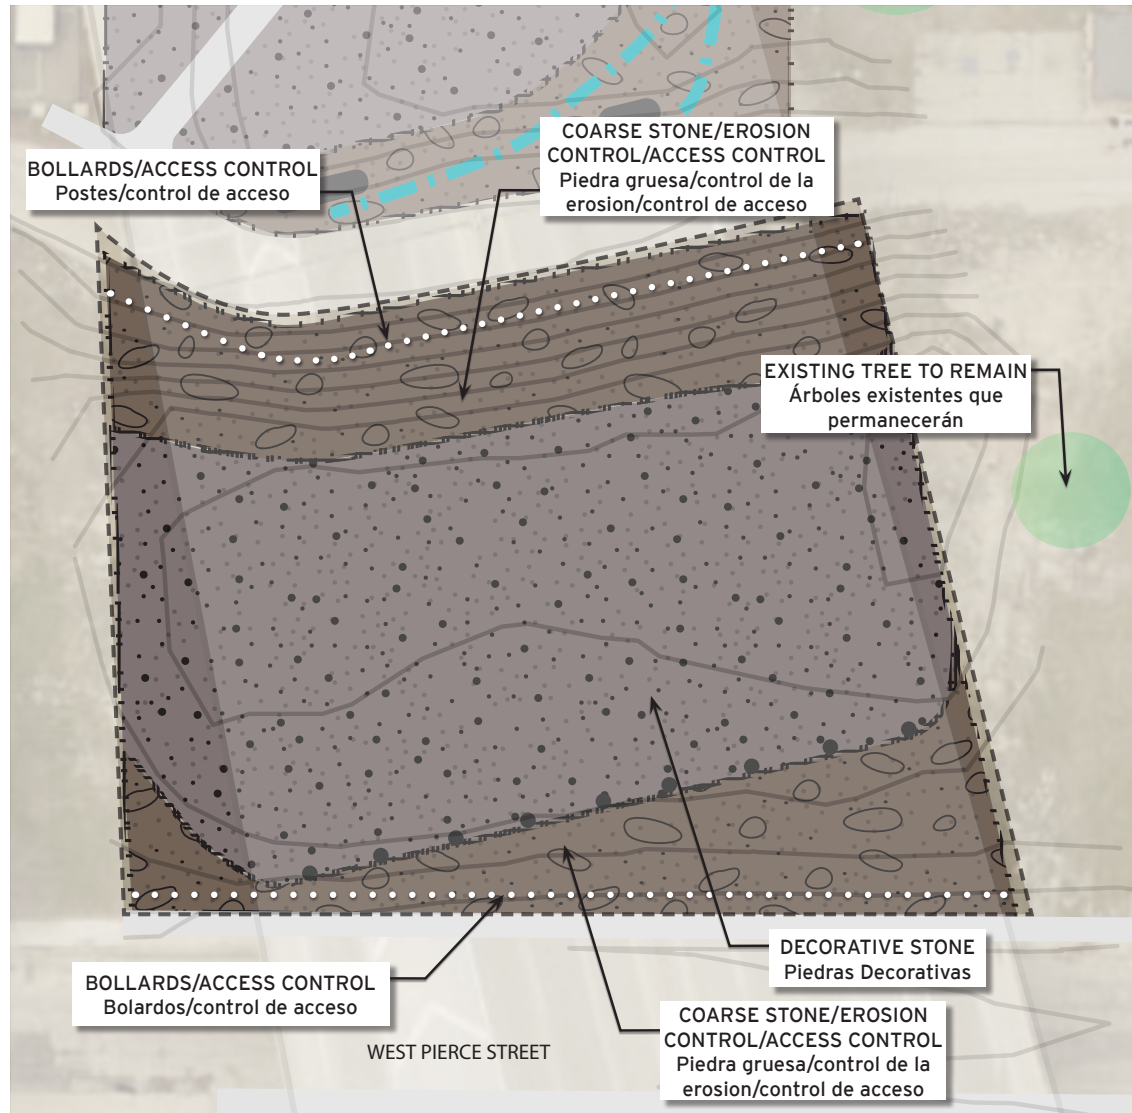 COARSE STONE/EROSION
CONTROL/ACCESS CONTROL
Piedra gruesa/control de la
erosion/control de acceso
BOLLARDS/ACCESS CONTROL
Postes/control de acceso
EXISTING TREE TO REMAIN
Árboles existentes que
permanecerán
DECORATIVE STONE
Piedras Decorativas
BOLLARDS/ACCESS CONTROL
Bolardos/control de acceso
COARSE STONE/EROSION
CONTROL/ACCESS CONTROL
Piedra gruesa/control de la
erosion/control de acceso
WEST PIERCE STREET